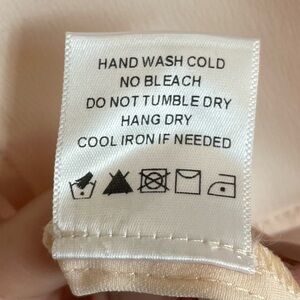 HAND WASH COLD
NO BLEACH
DO NOT TUMBLE DRY
HANG DRY
COOL IRON IF NEEDED